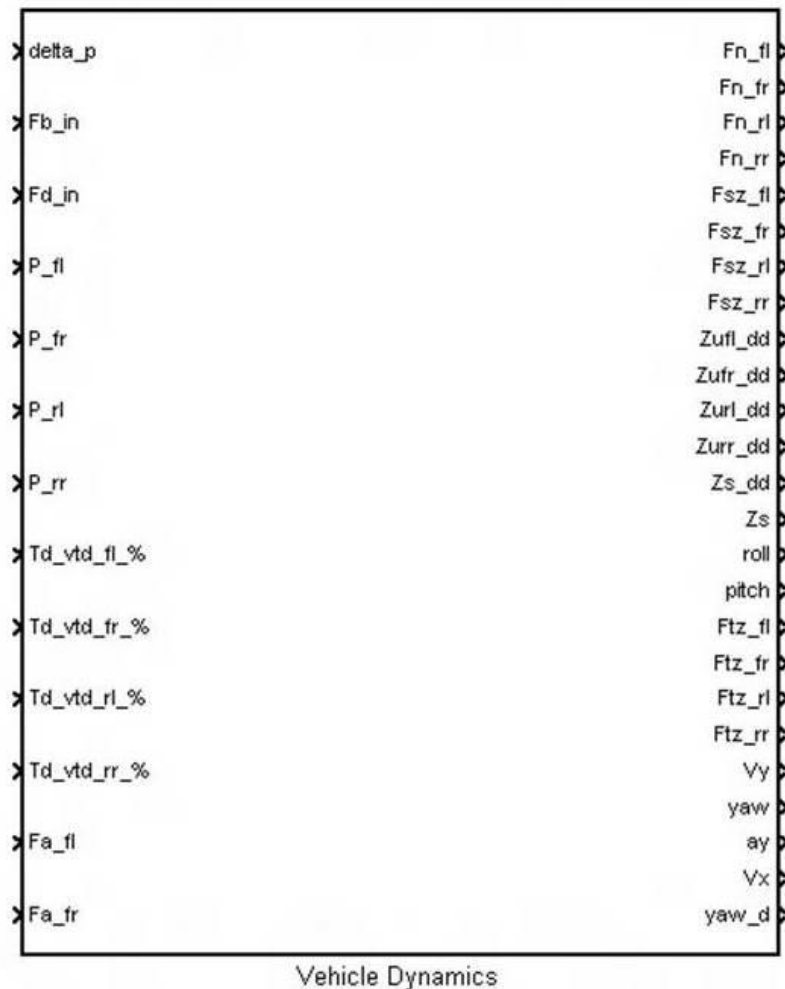 delta_p
Fb_in
Fd_in
P_fl
P_fr
P_rl
P_rr
Td_vtd_fl_%
Td_vtd_fr_%
Td_vtd_rl_%
Td_vtd_rr_%
Fa_fl
Fa_fr
Fn_fl
Fn_fr
Fn_rl
Fn_rr
Fsz_fl
Fsz_fr
Fsz_rl
Fsz_rr
Zufl_dd
Zufr_dd
Zurl_dd
Zurr_dd
Zs_dd
Zs
roll
pitch
Ftz_fl
Ftz_fr
Ftz_rl
Ftz_rr
Vy
yaw
ay
Vx
yaw_d
Vehicle Dynamics